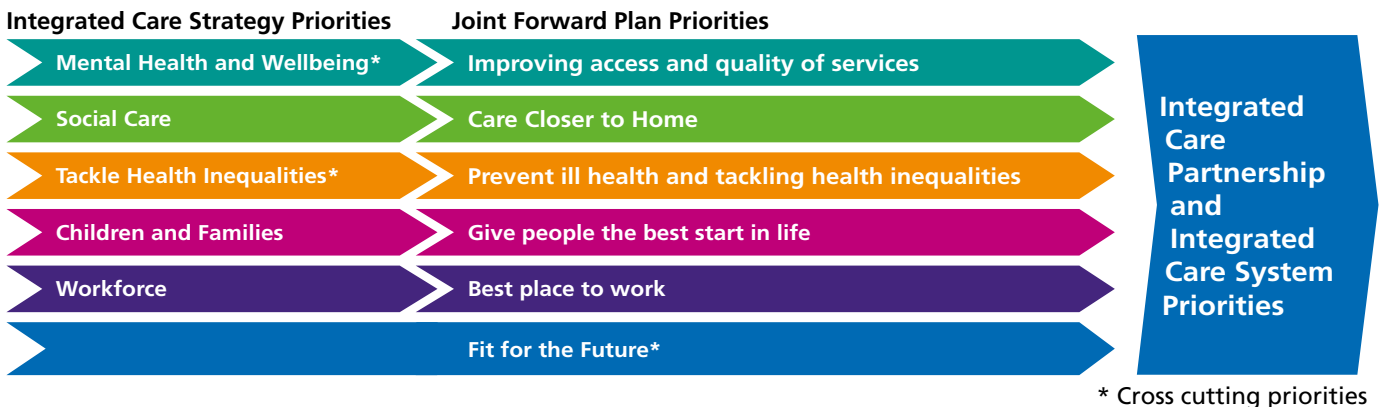 Integrated Care Strategy Priorities
Joint Forward Plan Priorities
Mental Health and Wellbeing*
Improving access and quality of services
Social Care
Care Closer to Home
Tackle Health Inequalities*
Prevent ill health and tackling health inequalities
Children and Families
Give people the best start in life
Workforce
Best place to work
Fit for the Future*
Integrated
Care
Partnership
and
Integrated
Care System
Priorities
* Cross cutting priorities